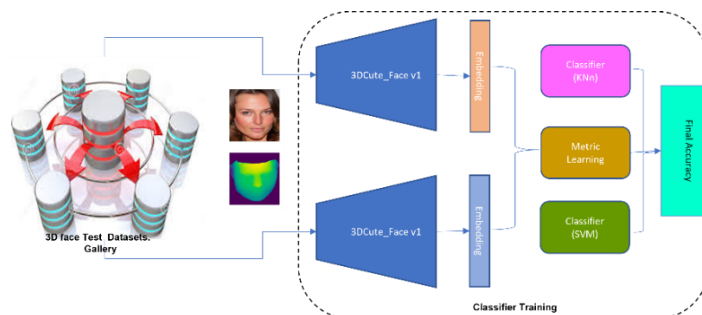 3D face Test Datasets.
Gallery
3DCute_Face v1
Embedding
3DCute_Face v1
Embedding
Classifier
(KNn)
Metric
Learning
Classifier
(SVM)
Final Accuracy
Classifier Training